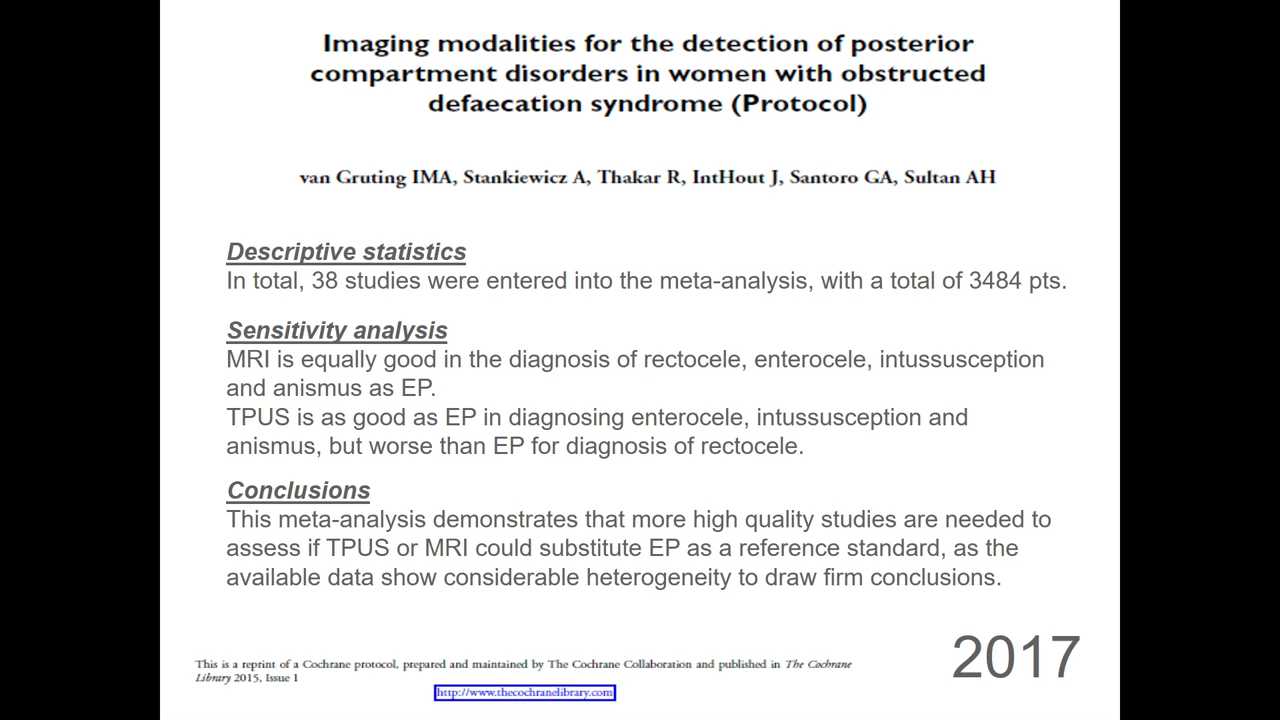 Imaging modalities for the detection of posterior
compartment disorders in women with obstructed
defaecation syndrome (Protocol)
van Gruting IMA, Stankiewicz A, Thakar R, IntHout J, Santoro GA, Sultan AH
Descriptive statistics
In total, 38 studies were entered into the meta-analysis, with a total of 3484 pts.
Sensitivity analysis
MRI is equally good in the diagnosis of rectocele, enterocele, intussusception
and anismus as EP.
TPUS is as good as EP in diagnosing enterocele, intussusception and
anismus, but worse than EP for diagnosis of rectocele.
Conclusions
This meta-analysis demonstrates that more high quality studies are needed to
assess if TPUS or MRI could substitute EP as a reference standard, as the
available data show considerable heterogeneity to draw firm conclusions.
2017
This is a reprint of a Cochrane protocol, prepared and maintained by The Cochrane Collaboration and published in The Cochrane
Library 2015, Issue 1
http://www.thecochranelibrary.com